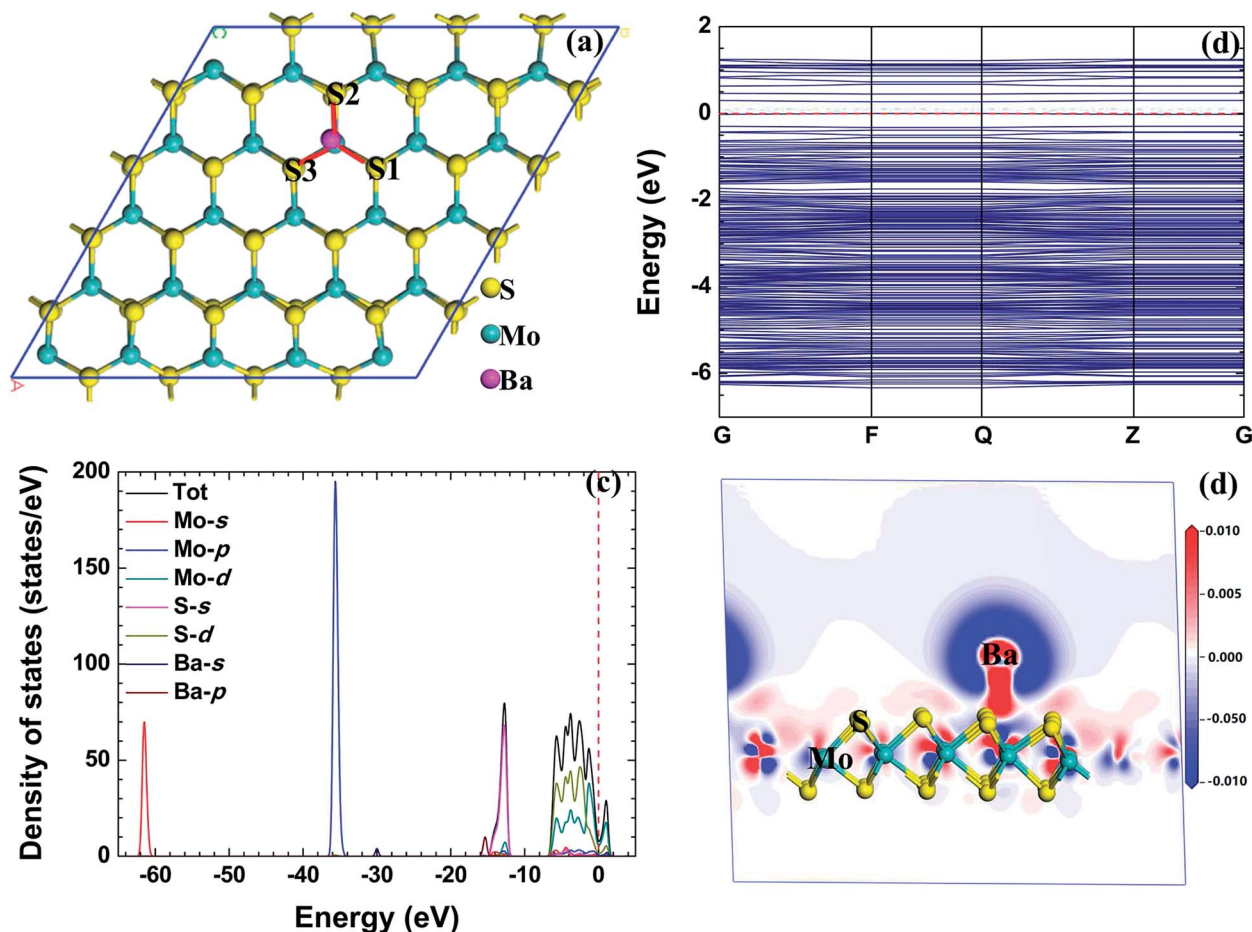 (a)
C
B
S2
S3 S1
S
Mo
Ba
A
(d)
2
0
-2
-4
-6
Energy (eV)
G F Q Z G
(c)
200
150
100
50
0
Density of states (states/eV)
Tot
Mo-s
Mo-p
Mo-d
S-s
S-d
Ba-s
Ba-p
-60 -50 -40 -30 -20 -10 0
Energy (eV)
(d)
Ba
S
Mo
0.010
0.005
0.000
-0.050
-0.010